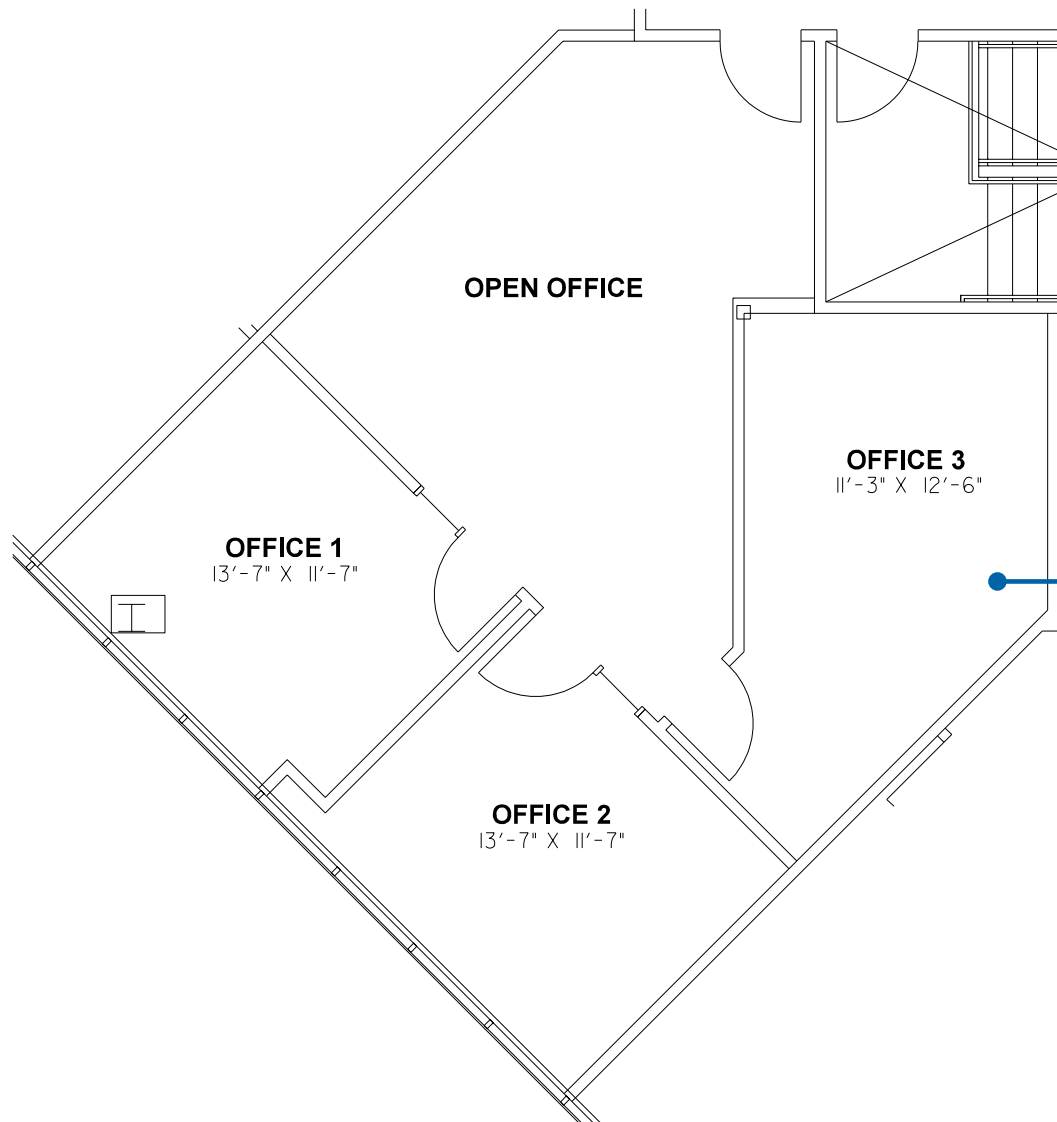 OPEN OFFICE
OFFICE 3
11'-3" X 12'-6"
OFFICE 1
13'-7" X 11'-7"
OFFICE 2
13'-7" X 11'-7"